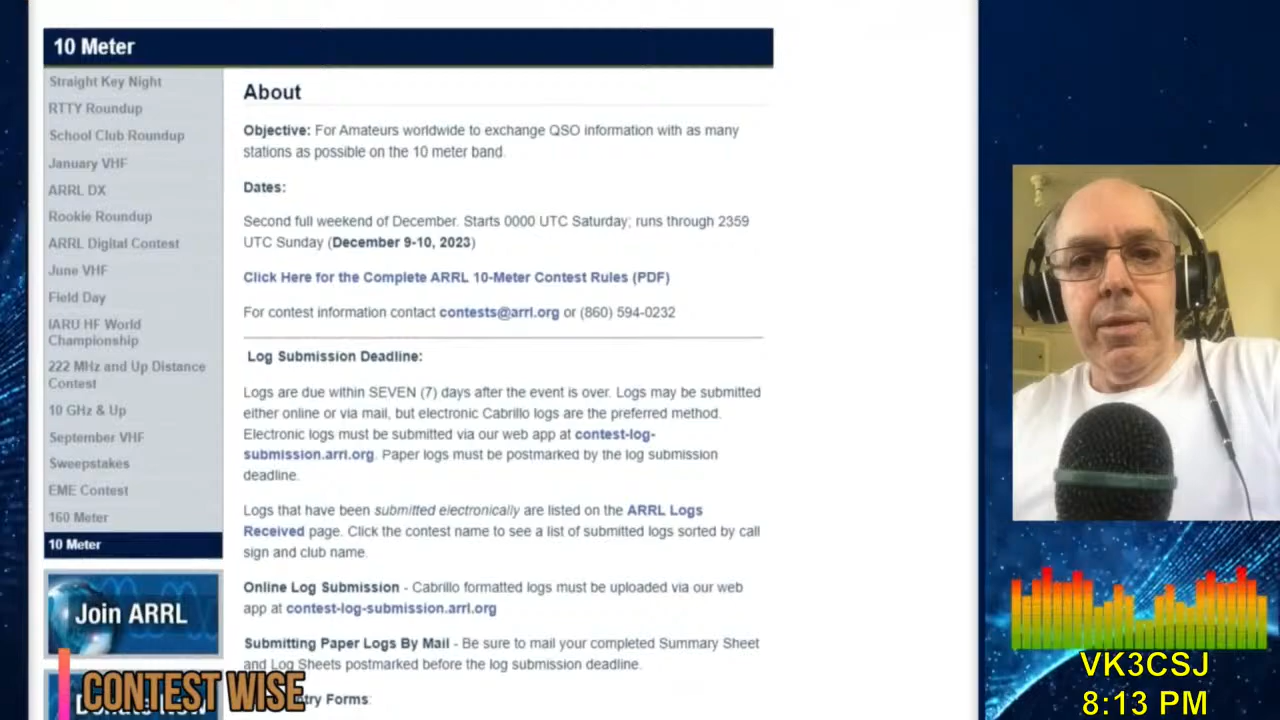 10 Meter
Straight Key Night
RTTY Roundup
School Club Roundup
January VHF
ARRL DX
Rookie Roundup
ARRL Digital Contest
June VHF
Field Day
IARU HF World
Championship
222 MHz and Up Distance
Contest
10 GHz & Up
September VHF
Sweepstakes
EME Contest
160 Meter
10 Meter
Join ARRL
About
Objective: For Amateurs worldwide to exchange QSO information with as many
stations as possible on the 10 meter band.
Dates:
Second full weekend of December. Starts 0000 UTC Saturday; runs through 2359
UTC Sunday (December 9-10, 2023)
Click Here for the Complete ARRL 10-Meter Contest Rules (PDF)
For contest information contact contests@arrl.org or (860) 594-0232
Log Submission Deadline:
Logs are due within SEVEN (7) days after the event is over. Logs may be submitted
either online or via mail, but electronic Cabrillo logs are the preferred method.
Electronic logs must be submitted via our web app at contest-log-
submission.arrl.org. Paper logs must be postmarked by the log submission
deadline.
Logs that have been submitted electronically are listed on the ARRL Logs
Received page. Click the contest name to see a list of submitted logs sorted by call
sign and club name.
Online Log Submission - Cabrillo formatted logs must be uploaded via our web
app at contest-log-submission.arrl.org
Submitting Paper Logs By Mail - Be sure to mail your completed Summary Sheet
and Log Sheets postmarked before the log submission deadline.
Forms:
CONTEST WISE
VK3CSJ
8:13 PM